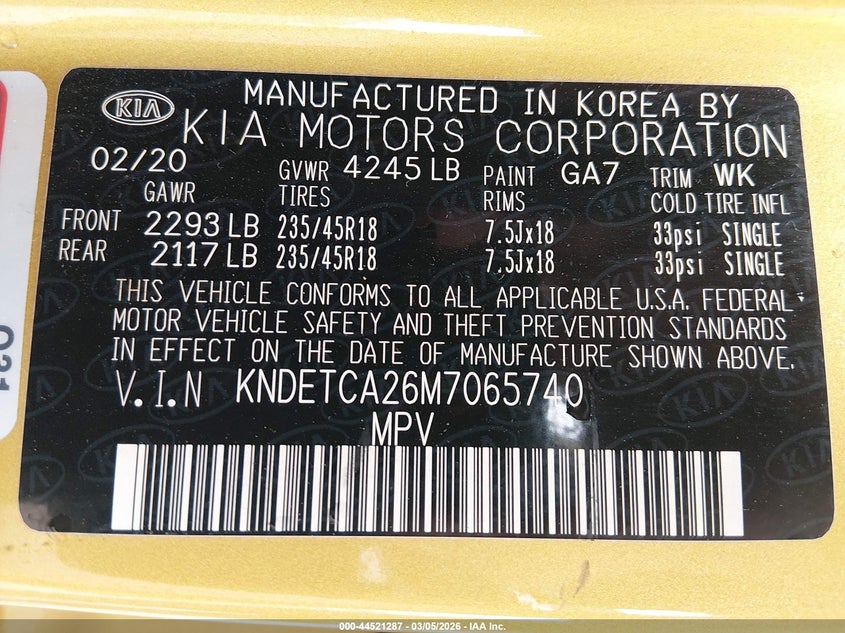 KIA MANUFACTURED IN KOREA BY
KIA MOTORS CORPORATION
02/20 GVWR 4245 LB PAINT GA7 TRIM WK
GAWR TIRES RIMS COLD TIRE INFL
FRONT 2293 LB 235/45R18 7.5Jx18 33psi SINGLE
REAR 2117 LB 235/45R18 7.5Jx18 33psi SINGLE
THIS VEHICLE CONFORMS TO ALL APPLICABLE U.S.A. FEDERAL
MOTOR VEHICLE SAFETY AND THEFT PREVENTION STANDARDS
IN EFFECT ON THE DATE OF MANUFACTURE SHOWN ABOVE.
V.I.N KNDETCA26M7065740
MPV
000-44521287 - 03/05/2026 - IAA Inc.